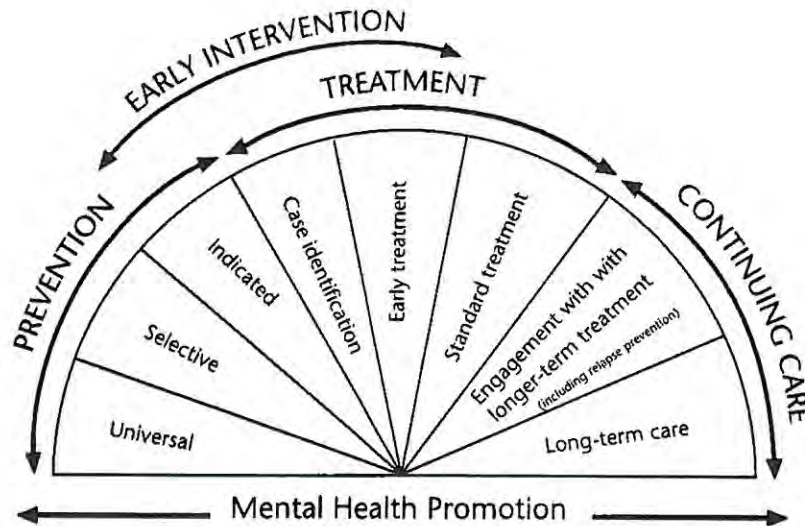 EARLY INTERVENTION
TREATMENT
PREVENTION
CONTINUING CARE
Universal
Selective
Indicated
Case identification
Early treatment
Standard treatment
Engagement with with
longer-term treatment
(including relapse prevention)
Long-term care
Mental Health Promotion